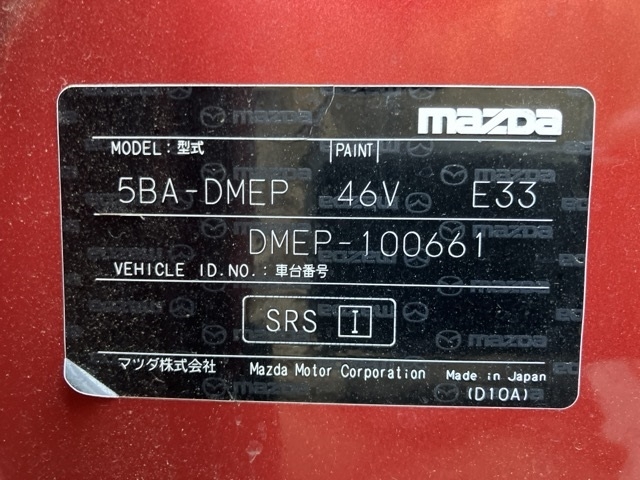 mazda
MODEL: 型式 PAINT
5BA-DMEP 46V E33
DMEP-100661
VEHICLE ID.NO.: 車台番号
SRS I
マツダ株式会社 Mazda Motor Corporation Made in Japan
(D10A)